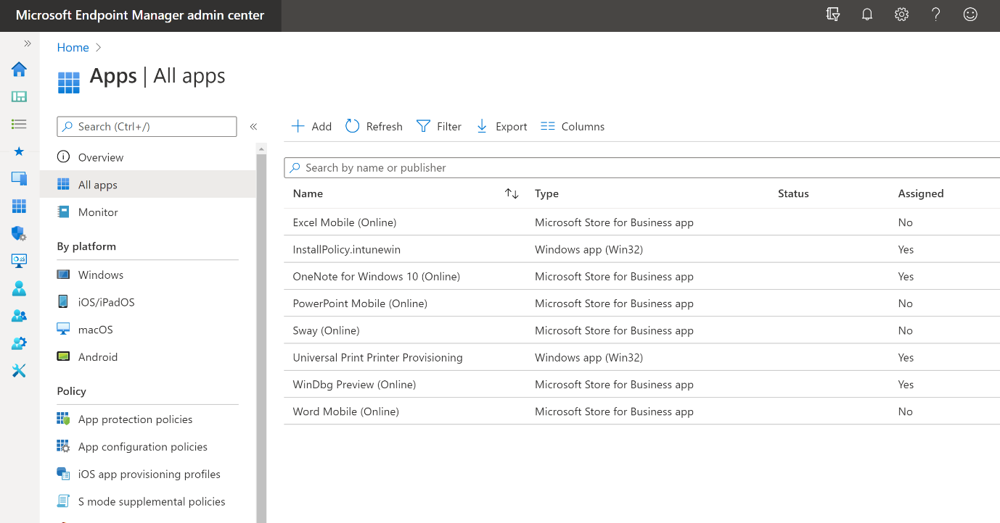 Microsoft Endpoint Manager admin center
Home
Apps | All apps
Search (Ctrl+/)
Overview
All apps
Monitor
By platform
Windows
iOS/iPadOS
macOS
Android
Policy
App protection policies
App configuration policies
iOS app provisioning profiles
S mode supplemental policies
Add Refresh Filter Export Columns
Search by name or publisher
Name Type Status Assigned
Excel Mobile (Online) Microsoft Store for Business app No
InstallPolicy.intunewin Windows app (Win32) Yes
OneNote for Windows 10 (Online) Microsoft Store for Business app Yes
PowerPoint Mobile (Online) Microsoft Store for Business app No
Sway (Online) Microsoft Store for Business app No
Universal Print Printer Provisioning Windows app (Win32) Yes
WinDbg Preview (Online) Microsoft Store for Business app Yes
Word Mobile (Online) Microsoft Store for Business app No